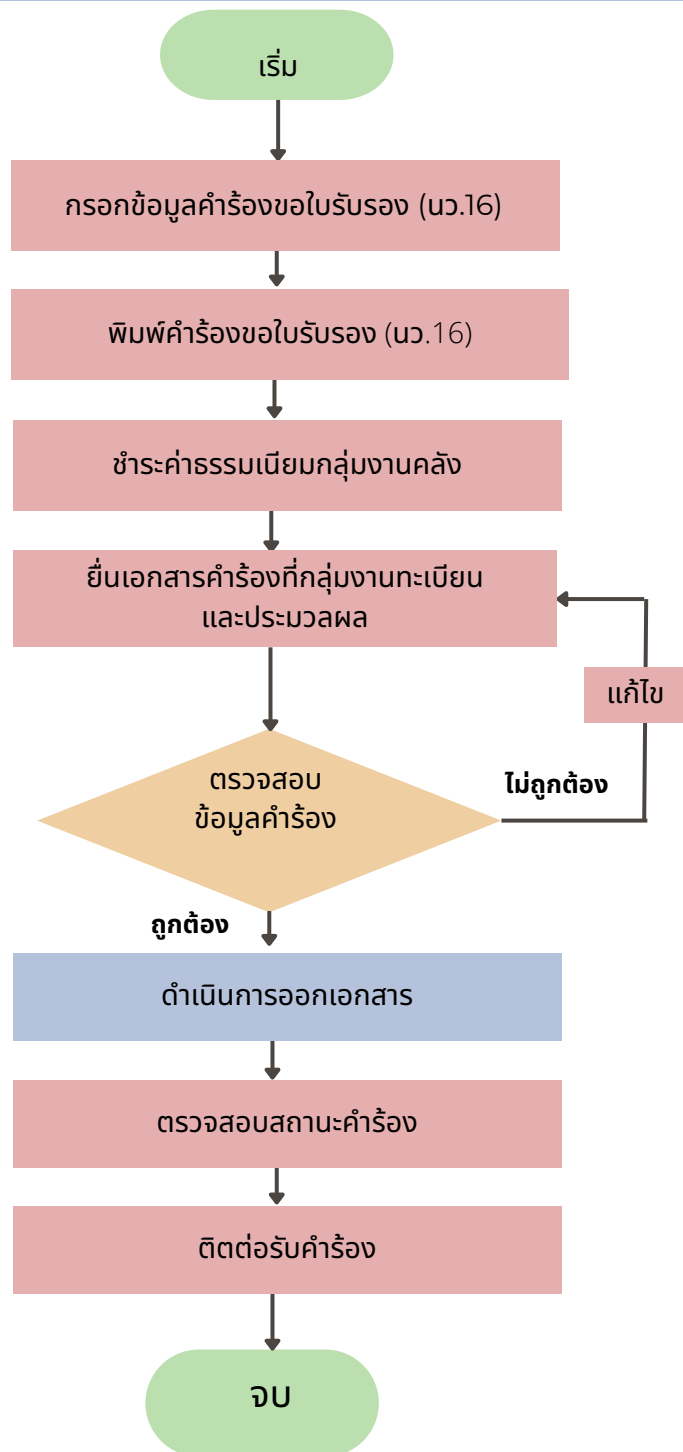 เริ่ม
กรอกข้อมูลคำร้องขอใบรับรอง (นว.16)
พิมพ์คำร้องขอใบรับรอง (นว.16)
ชำระค่าธรรมเนียมกลุ่มงานคลัง
ยื่นเอกสารคำร้องที่กลุ่มงานทะเบียน
และประมวลผล
แก้ไข
ตรวจสอบ
ข้อมูลคำร้อง
ไม่ถูกต้อง
ถูกต้อง
ดำเนินการออกเอกสาร
ตรวจสอบสถานะคำร้อง
ติตต่อรับคำร้อง
จบ